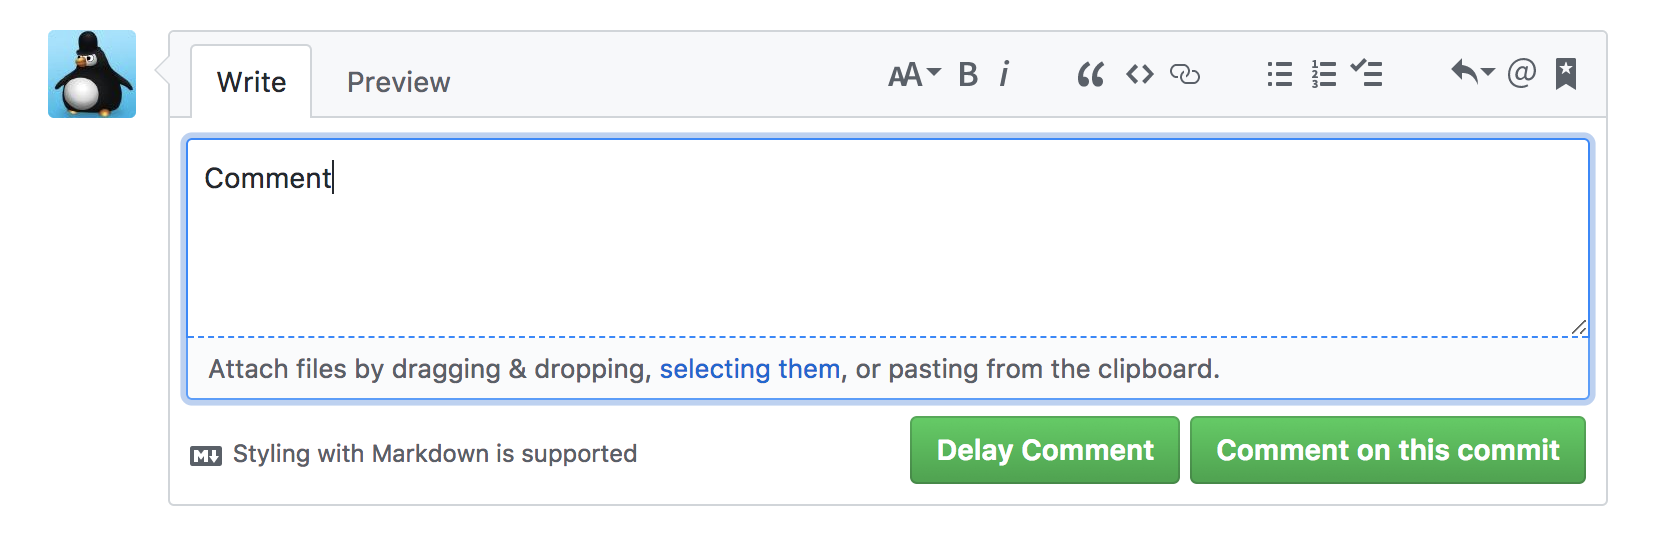 Write Preview AA B i
Comment
Attach files by dragging & dropping, selecting them, or pasting from the clipboard.
M Styling with Markdown is supported Delay Comment Comment on this commit